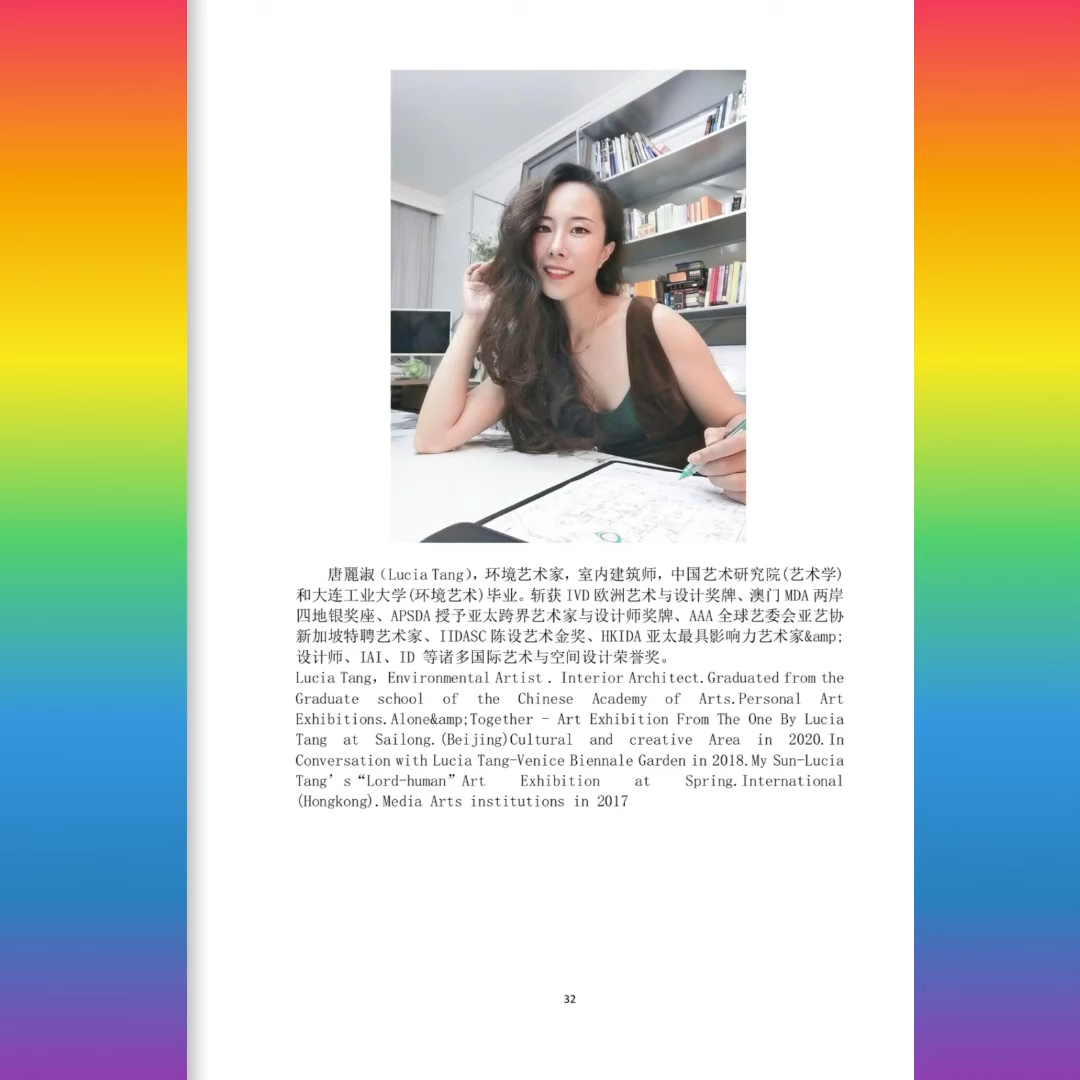 唐麗淑(Lucia Tang), 环境艺术家, 室内建筑师, 中国艺术研究院(艺术学)
和大连工业大学(环境艺术)毕业。斩获 IVD 欧洲艺术与设计奖牌、澳门 MDA 两岸
四地银奖座、APSDA 授予亚太跨界艺术家与设计师奖牌、AAA 全球艺委会亚艺协
新加坡特聘艺术家、IIDASC 陈设艺术金奖、HKIDA 亚太最具影响力艺术家&amp;
设计师、IAI、ID 等诸多国际艺术与空间设计荣誉奖。
Lucia Tang, Environmental Artist . Interior Architect.Graduated from the
Graduate school of the Chinese Academy of Arts.Personal Art
Exhibitions.Alone&amp;Together – Art Exhibition From The One By Lucia
Tang at Sailong.(Beijing)Cultural and creative Area in 2020.In
Conversation with Lucia Tang-Venice Biennale Garden in 2018.My Sun-Lucia
Tang’s“Lord-human”Art Exhibition at Spring.International
(Hongkong).Media Arts institutions in 2017
32